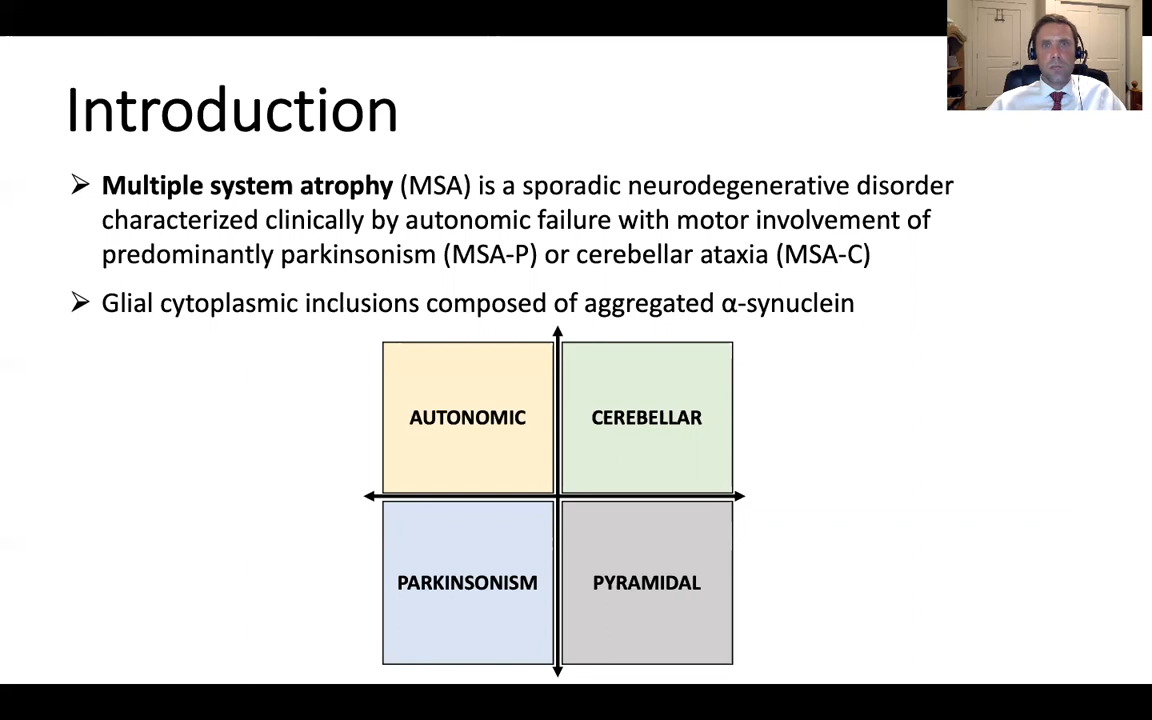 Introduction
➢ Multiple system atrophy (MSA) is a sporadic neurodegenerative disorder
characterized clinically by autonomic failure with motor involvement of
predominantly parkinsonism (MSA-P) or cerebellar ataxia (MSA-C)
➢ Glial cytoplasmic inclusions composed of aggregated α-synuclein
AUTONOMIC
CEREBELLAR
PARKINSONISM
PYRAMIDAL